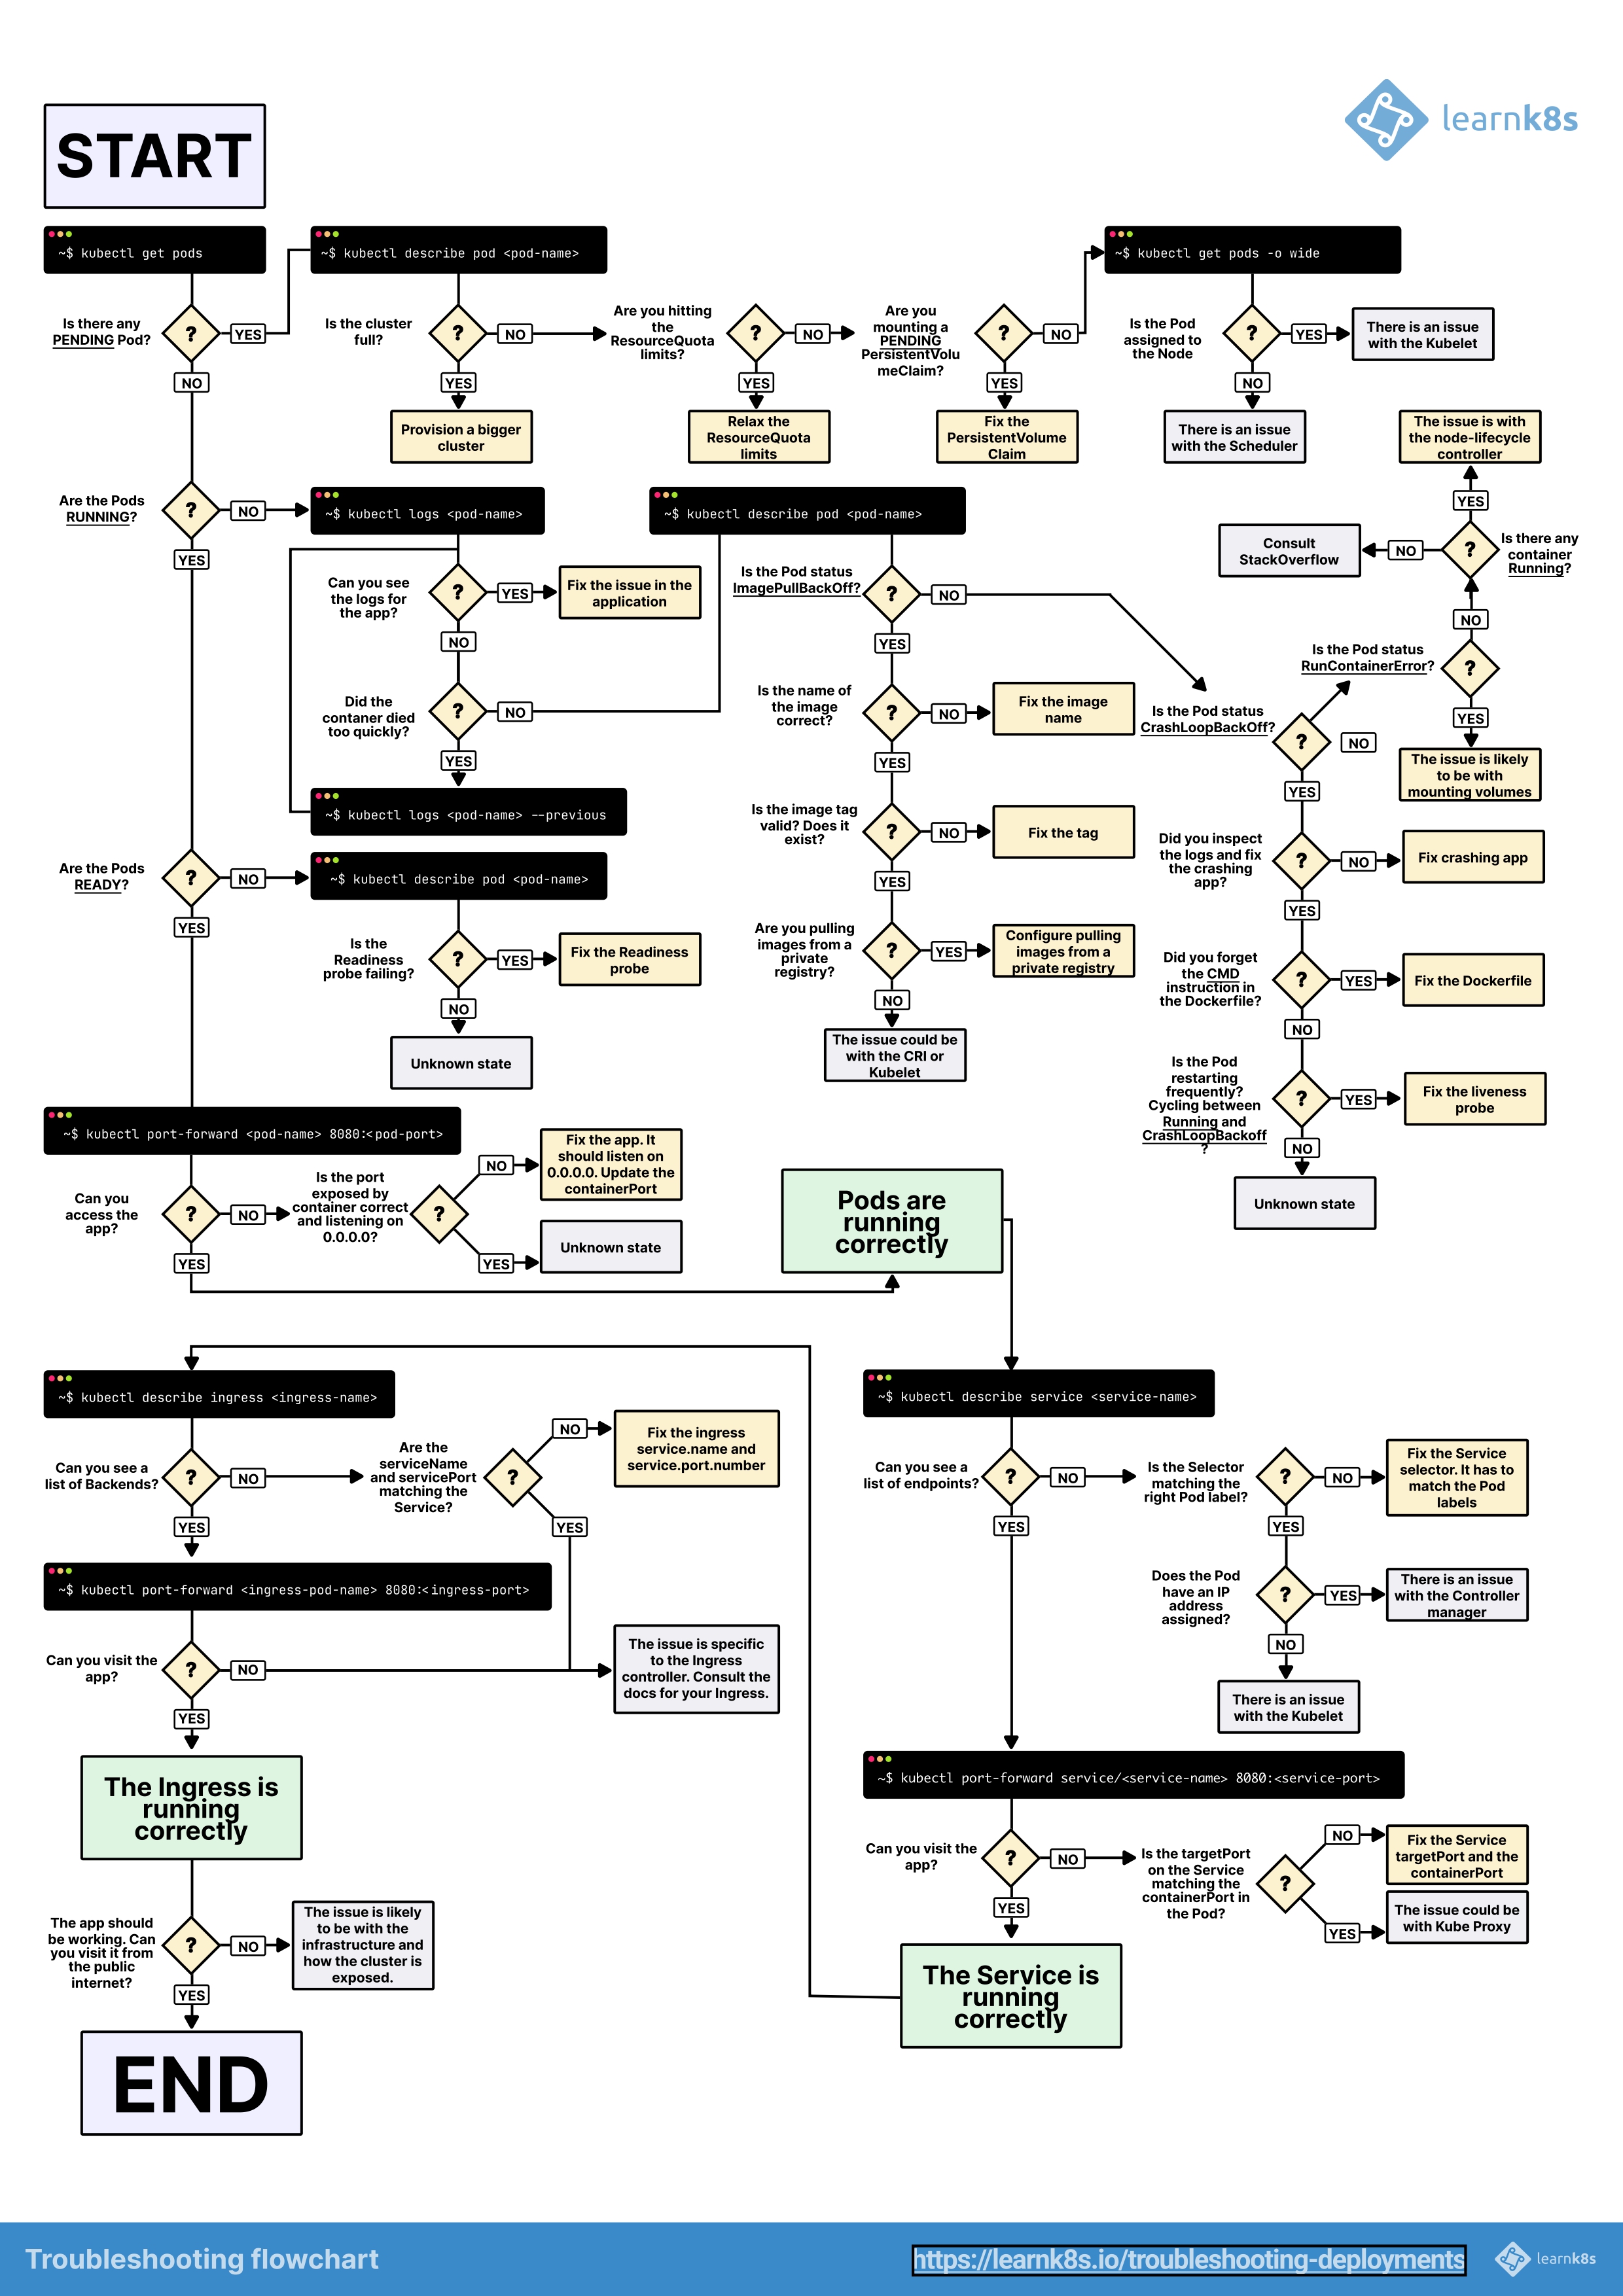 START
learnk8s
~$ kubectl get pods
~$ kubectl describe pod <pod-name>
~$ kubectl get pods -o wide
Is there any
PENDING Pod?
?
YES
NO
Is the cluster
full?
?
NO
YES
Provision a bigger
cluster
Are you hitting
the
ResourceQuota
limits?
?
NO
YES
Relax the
ResourceQuota
limits
Are you
mounting a
PENDING
PersistentVolu
meClaim?
?
NO
YES
Fix the
PersistentVolume
Claim
Is the Pod
assigned to
the Node
?
YES
There is an issue
with the Kubelet
NO
There is an issue
with the Scheduler
The issue is with
the node-lifecycle
controller
YES
Is there any
container
Running?
?
NO
Consult
StackOverflow
NO
Is the Pod status
RunContainerError?
?
YES
The issue is likely
to be with
mounting volumes
Are the Pods
RUNNING?
?
NO
YES
~$ kubectl logs <pod-name>
Can you see
the logs for
the app?
?
YES
Fix the issue in the
application
NO
Did the
contaner died
too quickly?
?
NO
YES
~$ kubectl logs <pod-name> --previous
~$ kubectl describe pod <pod-name>
Is the Pod status
ImagePullBackOff?
?
NO
YES
Is the name of
the image
correct?
?
NO
Fix the image
name
YES
Is the image tag
valid? Does it
exist?
?
NO
Fix the tag
YES
Are you pulling
images from a
private
registry?
?
YES
Configure pulling
images from a
private registry
NO
The issue could be
with the CRI or
Kubelet
Is the Pod status
CrashLoopBackOff?
?
NO
YES
Did you inspect
the logs and fix
the crashing
app?
?
NO
Fix crashing app
YES
Did you forget
the CMD
instruction in
the Dockerfile?
?
YES
Fix the Dockerfile
NO
Is the Pod
restarting
frequently?
Cycling between
Running and
CrashLoopBackoff
?
?
YES
Fix the liveness
probe
NO
Unknown state
Are the Pods
READY?
?
NO
YES
~$ kubectl describe pod <pod-name>
Is the
Readiness
probe failing?
?
YES
Fix the Readiness
probe
NO
Unknown state
~$ kubectl port-forward <pod-name> 8080:<pod-port>
Can you
access the
app?
?
NO
YES
Is the port
exposed by
container correct
and listening on
0.0.0.0?
?
NO
Fix the app. It
should listen on
0.0.0.0. Update the
containerPort
YES
Unknown state
Pods are
running
correctly
~$ kubectl describe service <service-name>
Can you see a
list of endpoints?
?
NO
YES
Is the Selector
matching the
right Pod label?
?
NO
Fix the Service
selector. It has to
match the Pod
labels
YES
Does the Pod
have an IP
address
assigned?
?
YES
There is an issue
with the Controller
manager
NO
There is an issue
with the Kubelet
~$ kubectl port-forward service/<service-name> 8080:<service-port>
Can you visit the
app?
?
NO
YES
Is the targetPort
on the Service
matching the
containerPort in
the Pod?
?
NO
Fix the Service
targetPort and the
containerPort
YES
The issue could be
with Kube Proxy
The Service is
running
correctly
~$ kubectl describe ingress <ingress-name>
Can you see a
list of Backends?
?
NO
YES
Are the
serviceName
and servicePort
matching the
Service?
?
NO
Fix the ingress
service.name and
service.port.number
YES
~$ kubectl port-forward <ingress-pod-name> 8080:<ingress-port>
Can you visit the
app?
?
NO
The issue is specific
to the Ingress
controller. Consult the
docs for your Ingress.
YES
The Ingress is
running
correctly
The app should
be working. Can
you visit it from
the public
internet?
?
NO
The issue is likely
to be with the
infrastructure and
how the cluster is
exposed.
YES
END
Troubleshooting flowchart
https://learnk8s.io/troubleshooting-deployments
learnk8s